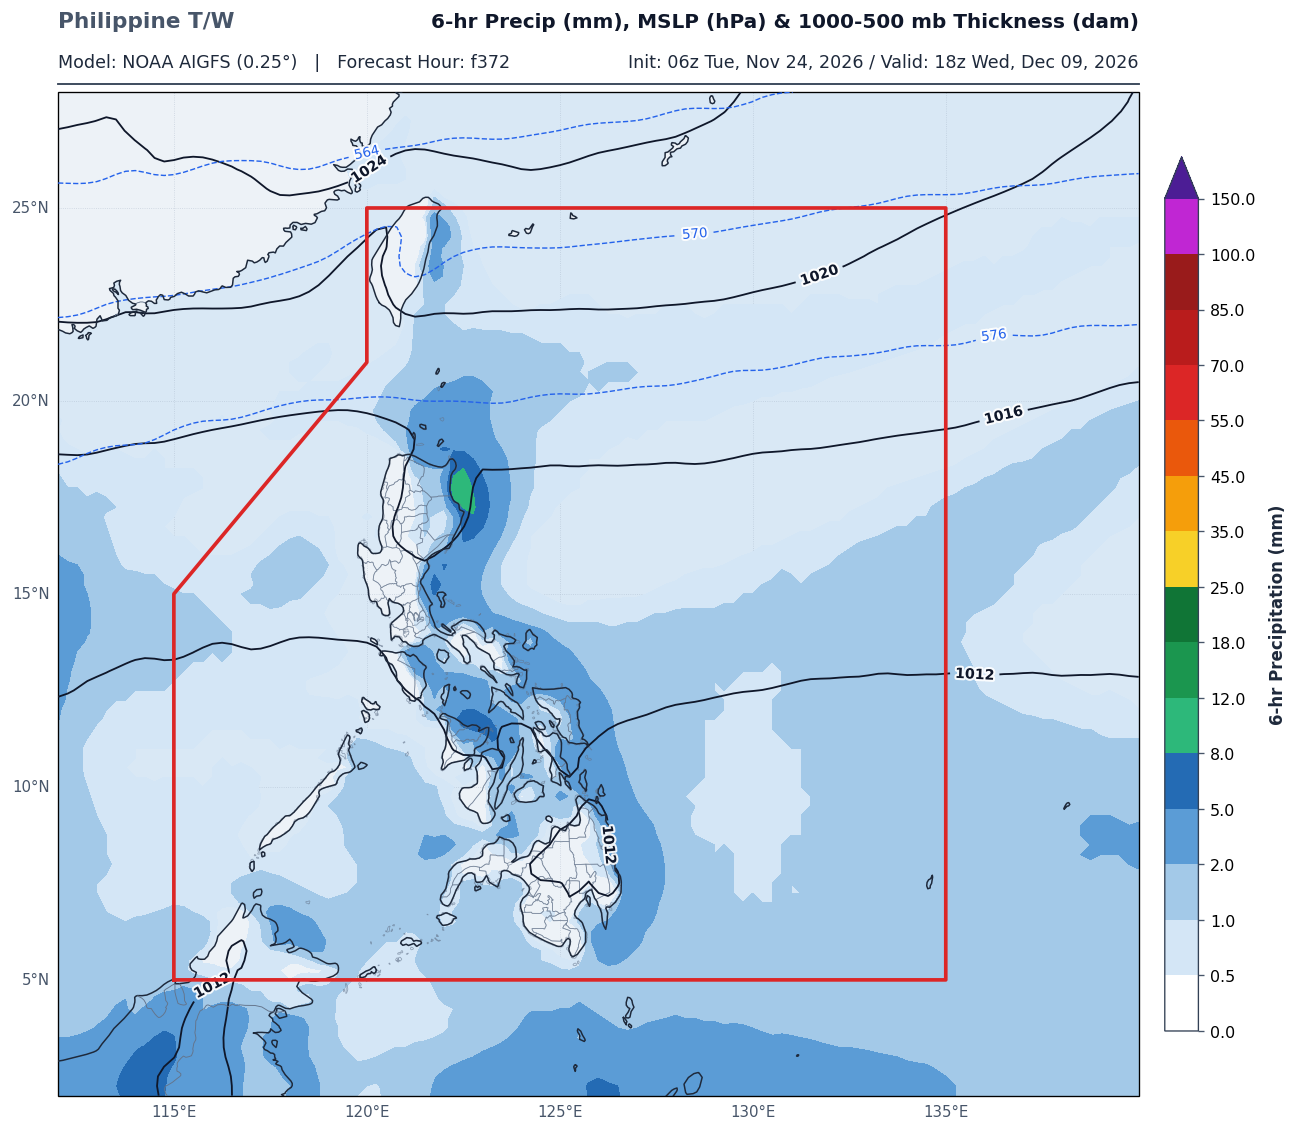 Philippine T/W
6-hr Precip (mm), MSLP (hPa) & 1000-500 mb Thickness (dam)
Model: NOAA AIGFS (0.25°) | Forecast Hour: f372
Init: 06z Tue, Nov 24, 2026 / Valid: 18z Wed, Dec 09, 2026
564
1024
25°N
570
1020
576
20°N
1016
15°N
1012
10°N
1012
5°N
1012
115°E
120°E
125°E
130°E
135°E
150.0
100.0
85.0
70.0
55.0
45.0
35.0
25.0
18.0
12.0
8.0
5.0
2.0
1.0
0.5
0.0
6-hr Precipitation (mm)